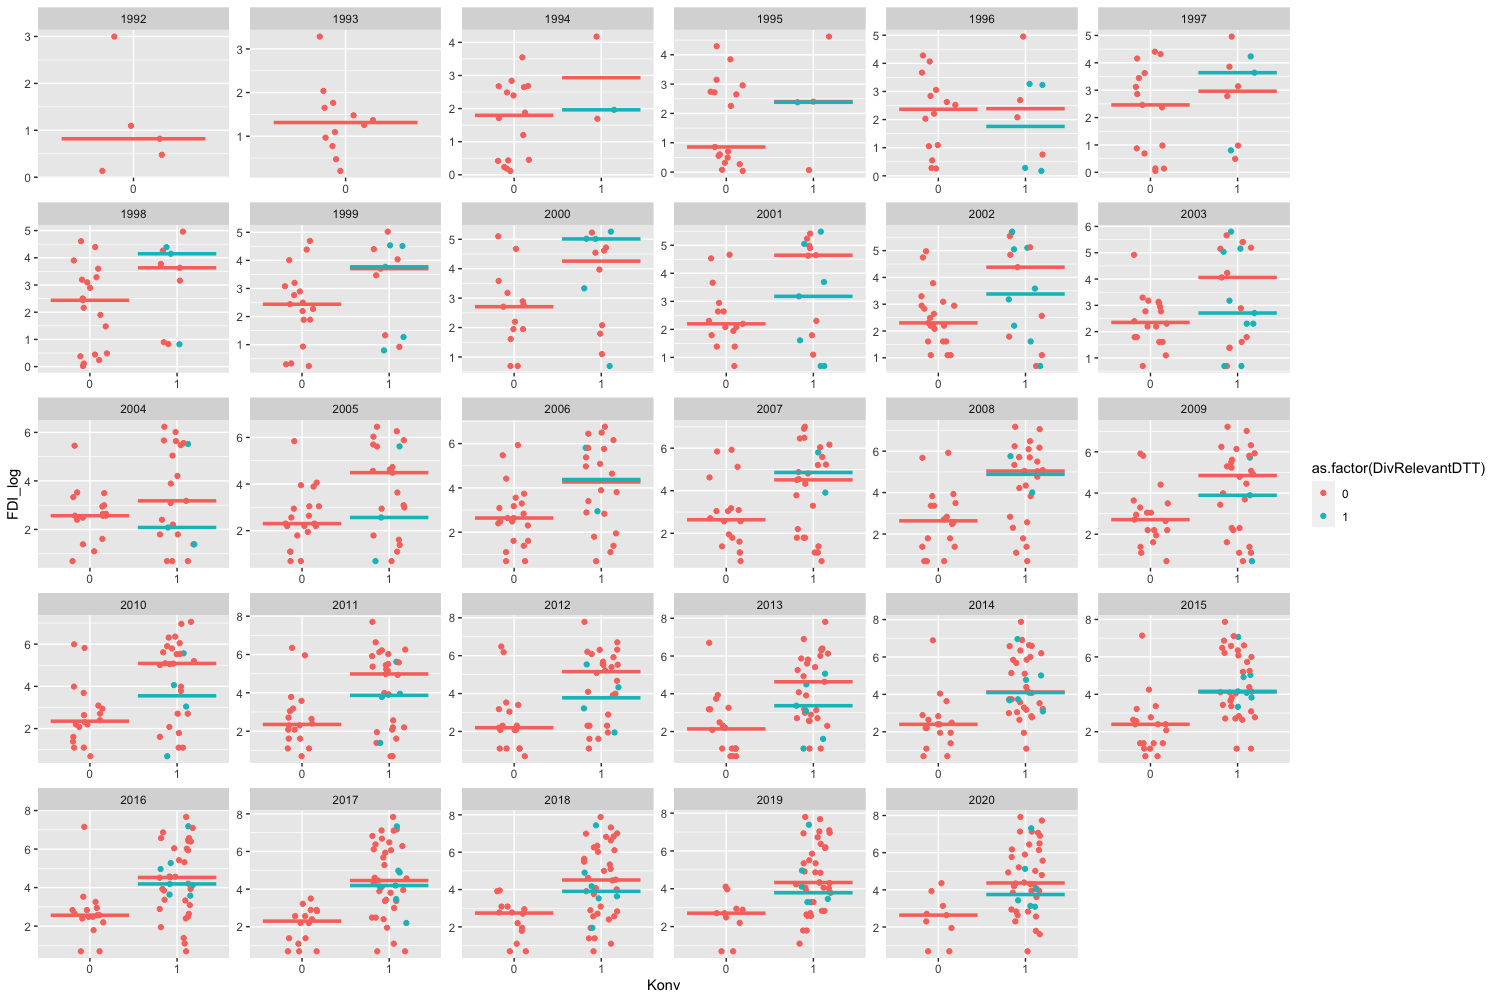 1992 1993 1994 1995 1996 1997
3 2 1 0
3 2 1
4 3 2 1 0
4 3 2 1 0
5 4 3 2 1 0
5 4 3 2 1 0
0 0 0 1 0 1 0 1 0 1
1998 1999 2000 2001 2002 2003
5 4 3 2 1 0
5 4 3 2 1
5 4 3 2 1
5 4 3 2 1
5 4 3 2 1
6 5 4 3 2 1
0 1 0 1 0 1 0 1 0 1 0 1
2004 2005 2006 2007 2008 2009
6 4 2
6 4 2
6 4 2
6 4 2
6 4 2
6 4 2
0 1 0 1 0 1 0 1 0 1 0 1
2010 2011 2012 2013 2014 2015
6 4 2
8 6 4 2
8 6 4 2
8 6 4 2
8 6 4 2
8 6 4 2
0 1 0 1 0 1 0 1 0 1 0 1
2016 2017 2018 2019 2020
8 6 4 2
8 6 4 2
8 6 4 2
8 6 4 2
8 6 4 2
0 1 0 1 0 1 0 1 0 1
FDI_log
Konv
as.factor(DivRelevantDTT)
0
1